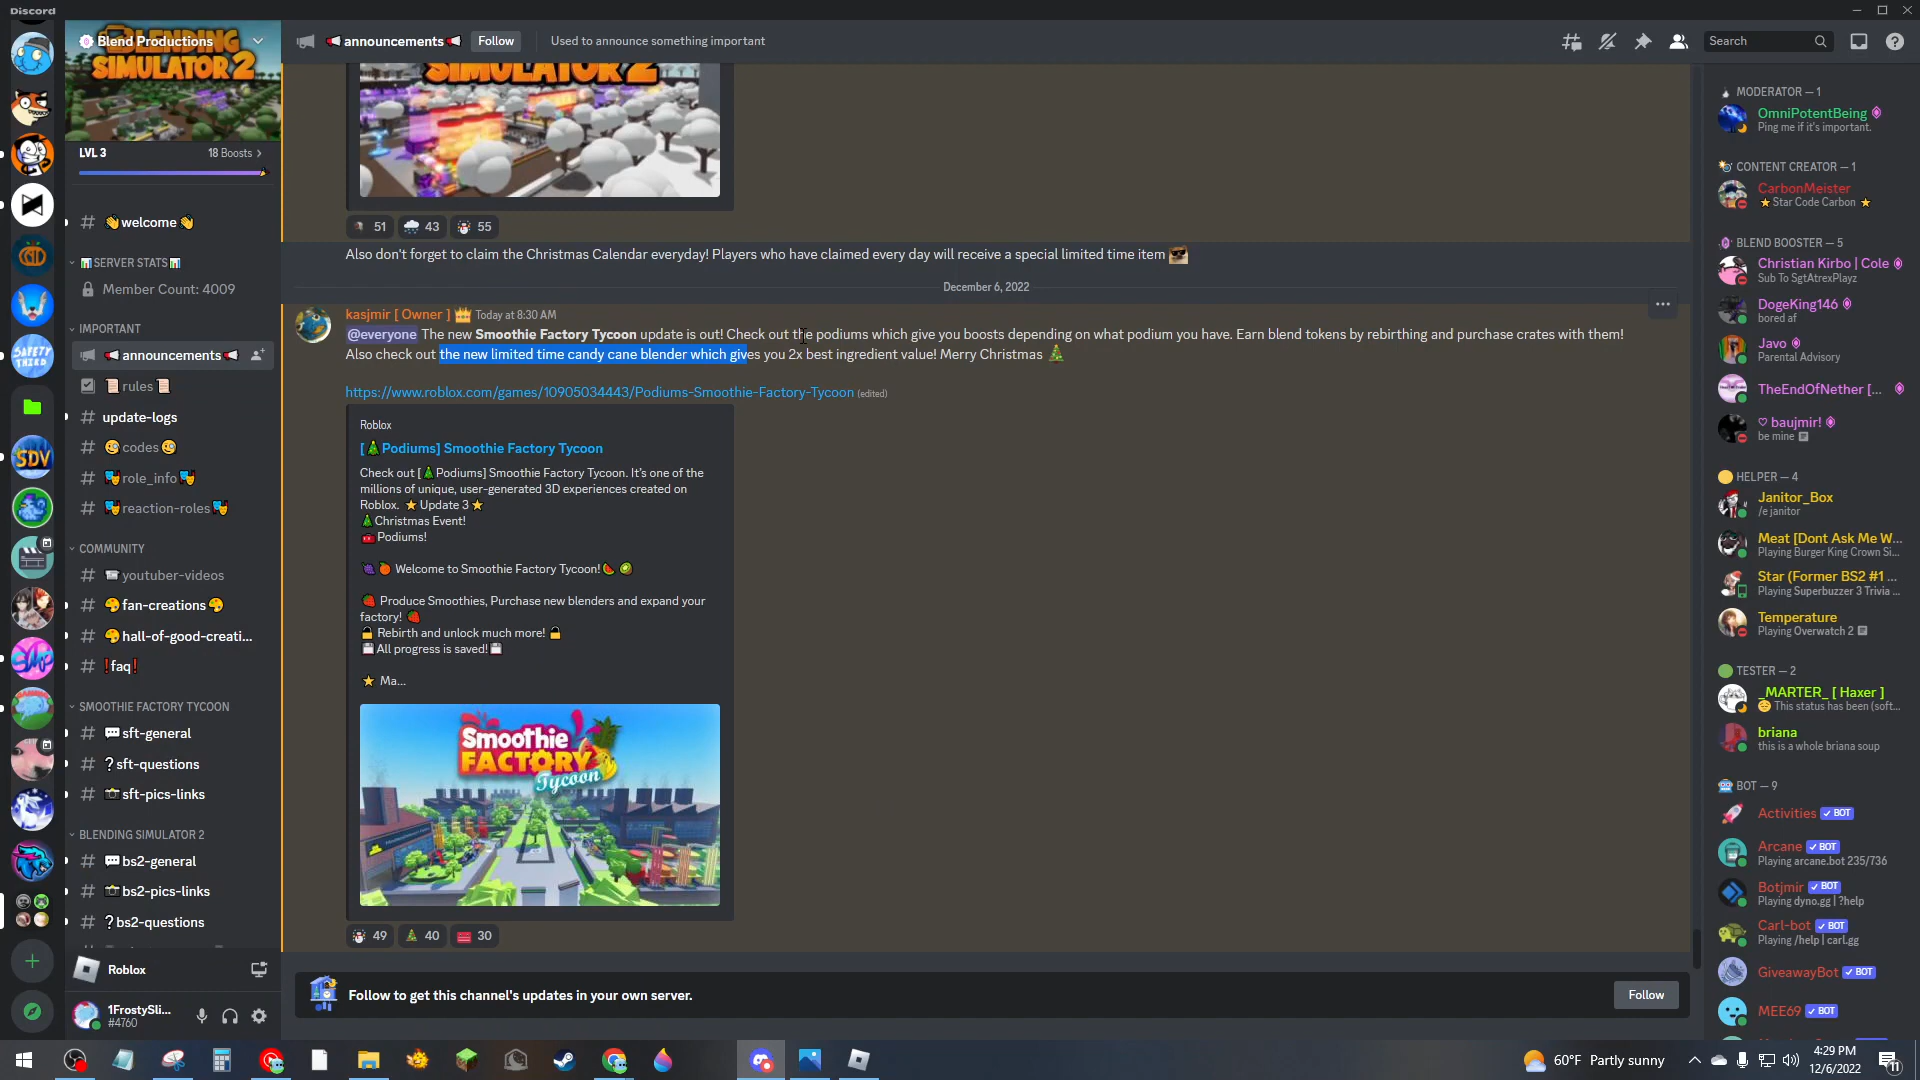 Discord
Blend Productions
BLENDING
SIMULATOR 2
LVL 3
18 Boosts
welcome
SERVER STATS
Member Count: 4009
IMPORTANT
announcements
rules
update-logs
codes
role_info
reaction-roles
COMMUNITY
youtuber-videos
fan-creations
hall-of-good-creati...
faq
SMOOTHIE FACTORY TYCOON
sft-general
sft-questions
sft-pics-links
BLENDING SIMULATOR 2
bs2-general
bs2-pics-links
bs2-questions
Roblox
1FrostySli...
#4760
SDV
SAFETY
THIRD
announcements
Follow
Used to announce something important
Search
SIMULATOR 2
51
43
55
Also don't forget to claim the Christmas Calendar everyday! Players who have claimed every day will receive a special limited time item
December 6, 2022
kasjmir [ Owner ] Today at 8:30 AM
@everyone The new Smoothie Factory Tycoon update is out! Check out the podiums which give you boosts depending on what podium you have. Earn blend tokens by rebirthing and purchase crates with them!
Also check out the new limited time candy cane blender which gives you 2x best ingredient value! Merry Christmas 🎄
https://www.roblox.com/games/10905034443/Podiums-Smoothie-Factory-Tycoon (edited)
Roblox
[🎄Podiums] Smoothie Factory Tycoon
Check out [🎄Podiums] Smoothie Factory Tycoon. It's one of the
millions of unique, user-generated 3D experiences created on
Roblox. ⭐Update 3⭐
🎄Christmas Event!
🧰Podiums!
🍇🍊 Welcome to Smoothie Factory Tycoon!🍉🥝
🍓 Produce Smoothies, Purchase new blenders and expand your
factory! 🍓
🔒 Rebirth and unlock much more! 🔒
💾All progress is saved!💾
⭐ Ma...
Smoothie
FACTORY
Tycoon
49
40
30
Follow to get this channel's updates in your own server.
Follow
MODERATOR — 1
OmniPotentBeing
Ping me if it's important.
CONTENT CREATOR — 1
CarbonMeister
⭐Star Code Carbon ⭐
BLEND BOOSTER — 5
Christian Kirbo | Cole
Sub To SgtAtrexPlayz
DogeKing146
bored af
Javo
Parental Advisory
TheEndOfNether [...
♡ baujmir!
be mine
HELPER — 4
Janitor_Box
/e janitor
Meat [Dont Ask Me W...
Playing Burger King Crown Si...
Star (Former BS2 #1 ...
Playing Superbuzzer 3 Trivia ...
Temperature
Playing Overwatch 2
TESTER — 2
_MARTER_ [ Haxer ]
This status has been (soft...
briana
this is a whole briana soup
BOT — 9
Activities ✓ BOT
Arcane ✓ BOT
Playing arcane.bot 235/736
Botjmir ✓ BOT
Playing dyno.gg | ?help
Carl-bot ✓ BOT
Playing /help | carl.gg
GiveawayBot ✓ BOT
MEE69 ✓ BOT
60°F Partly sunny
4:29 PM
12/6/2022
11